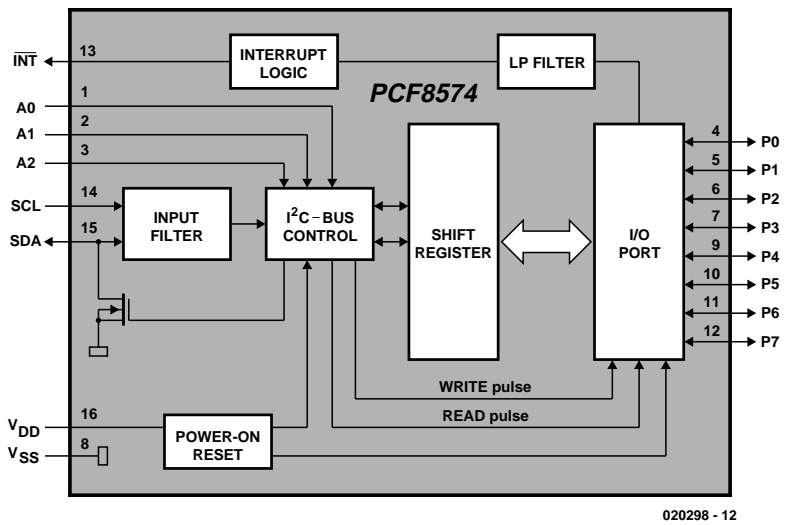 INT
13
INTERRUPT
LOGIC
LP FILTER
PCF8574
A0
1
A1
2
A2
3
SCL
14
SDA
15
INPUT
FILTER
I²C–BUS
CONTROL
SHIFT
REGISTER
I/O
PORT
4
P0
5
P1
6
P2
7
P3
9
P4
10
P5
11
P6
12
P7
WRITE pulse
READ pulse
VDD
16
VSS
8
POWER-ON
RESET
020298 - 12